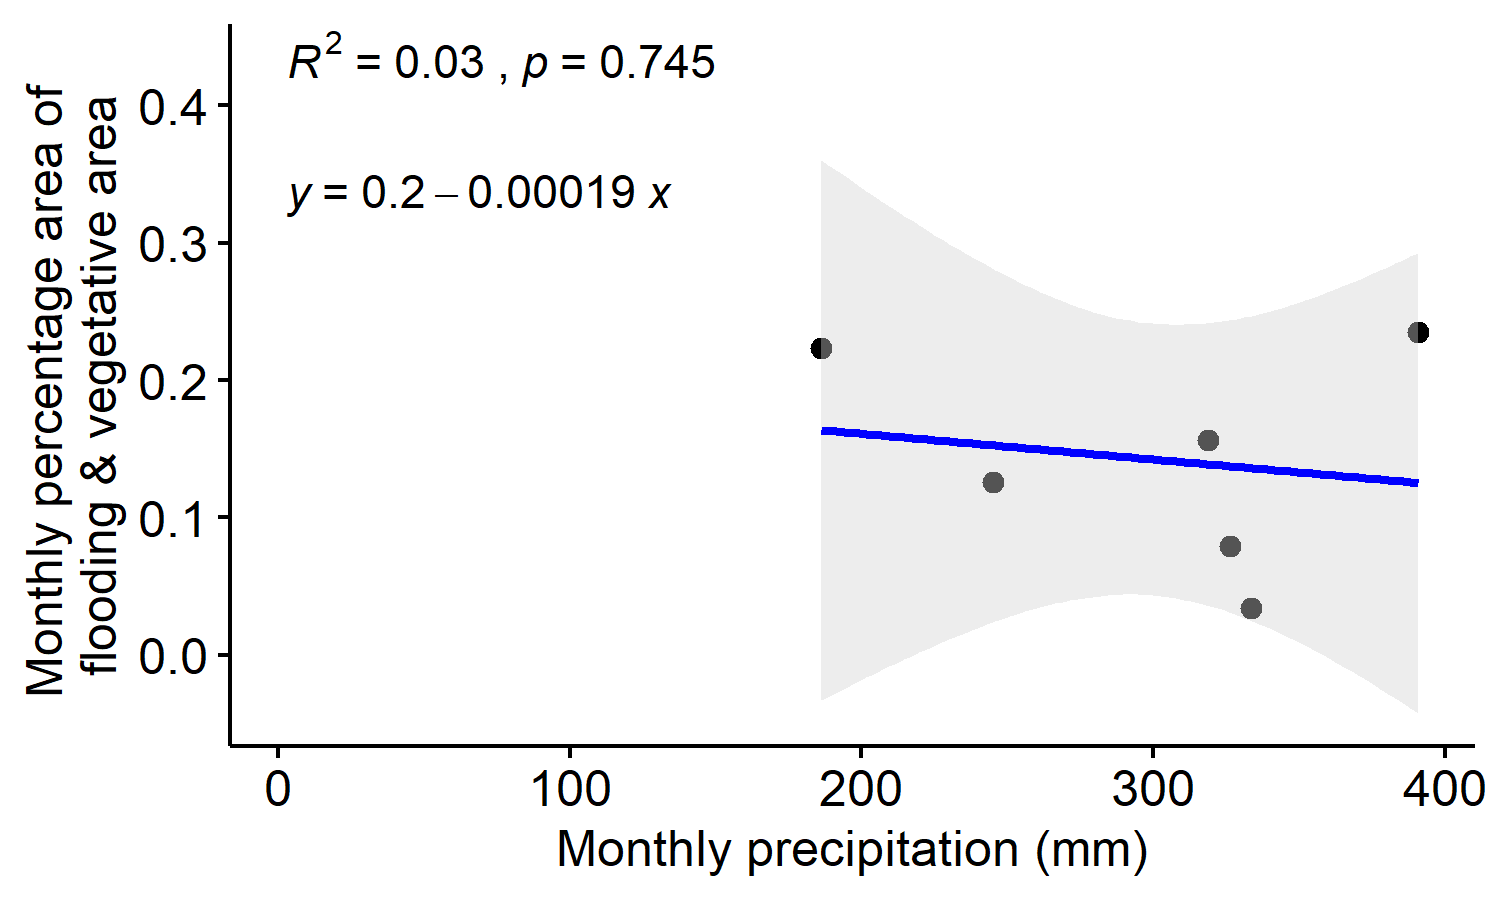 R² = 0.03 , p = 0.745
y = 0.2 – 0.00019 x
Monthly percentage area of
flooding & vegetative area
0.4
0.3
0.2
0.1
0.0
0 100 200 300 400
Monthly precipitation (mm)